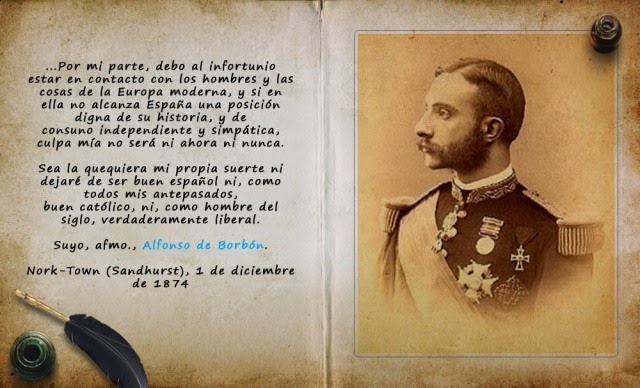 ...Por mi parte, debo al infortunio
estar en contacto con los hombres y las
cosas de la Europa moderna, y si en
ella no alcanza España una posición
digna de su historia, y de
consuno independiente y simpática,
culpa mía no será ni ahora ni nunca.
Sea la quequiera mi propia suerte ni
dejaré de ser buen español ni, como
todos mis antepasados,
buen católico, ni, como hombre del
siglo, verdaderamente liberal.
Suyo, afmo., Alfonso de Borbón.
Nork-Town (Sandhurst), 1 de diciembre
de 1874